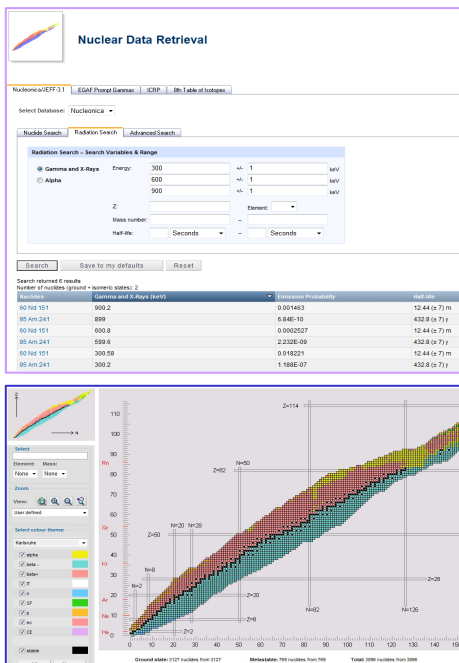 Nuclear Data Retrieval
Nucleonica/JEFF-3.1 EGAF Prompt Gammas ICRP 8th Table of Isotopes
Select Database: Nucleonica
Nuclide Search Radiation Search Advanced Search
Radiation Search – Search Variables & Range
Gamma and X-Rays Energy: 300 +/- 1 keV
Alpha 600 +/- 1 keV
900 +/- 1 keV
Z: Element:
Mass number: –
Half-life: Seconds – Seconds
Search Save to my defaults Reset
Search returned 6 results
Number of nuclides (ground + isomeric states): 2
Nuclides Gamma and X-Rays (keV) Emission Probability Half-life
60 Nd 151 900.2 0.001463 12.44 (± 7) m
95 Am 241 899 6.84E-10 432.8 (± 7) y
60 Nd 151 600.8 0.0002527 12.44 (± 7) m
95 Am 241 599.6 2.232E-09 432.8 (± 7) y
60 Nd 151 300.58 0.018221 12.44 (± 7) m
95 Am 241 300.2 1.188E-07 432.8 (± 7) y
Z
N
Select
Element: Mass:
None None
Zoom
View:
User defined
Select colour theme:
Karlsruhe
alpha
beta -
beta+
IT
n
SF
p
ec
CE
stable
110
100
90
Rn
80
70
60
Xe
50
40
Kr
30
20
Ar
Ne 10
He 0
Z=114
Z=82
N=50
N=20 N=28
Z=50
N=8
N=2
Z=28
Z=20
N=82
N=126
Z=8
Z=2
0 10 20 30 40 50 60 70 80 90 100 110 120 130 140 150
Ground state: 3127 nuclides from 3127